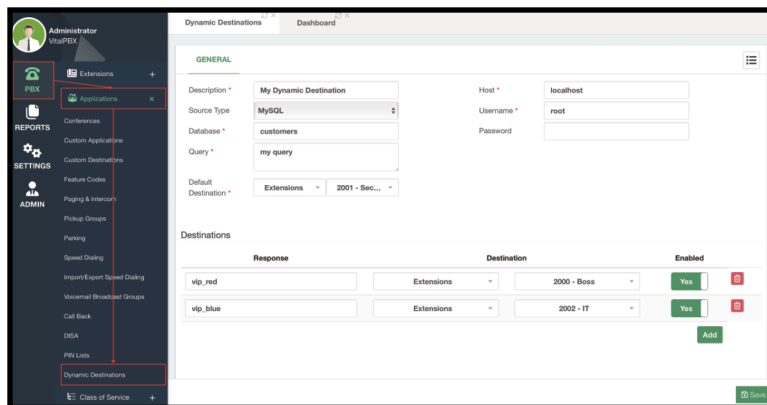 Administrator
VitalPBX
PBX
REPORTS
SETTINGS
ADMIN
Extensions +
Applications ×
Conferences
Custom Applications
Custom Destinations
Feature Codes
Paging & Intercom
Pickup Groups
Parking
Speed Dialing
Import/Export Speed Dialing
Voicemail Broadcast Groups
Call Back
DISA
PIN Lists
Dynamic Destinations
Class of Service +
Dynamic Destinations Dashboard
GENERAL
Description * My Dynamic Destination Host * localhost
Source Type MySQL Username * root
Database * customers Password
Query * my query
Default
Destination * Extensions 2001 - Sec...
Destinations
Response Destination Enabled
vip_red Extensions 2000 - Boss Yes
vip_blue Extensions 2002 - IT Yes
Add
Save